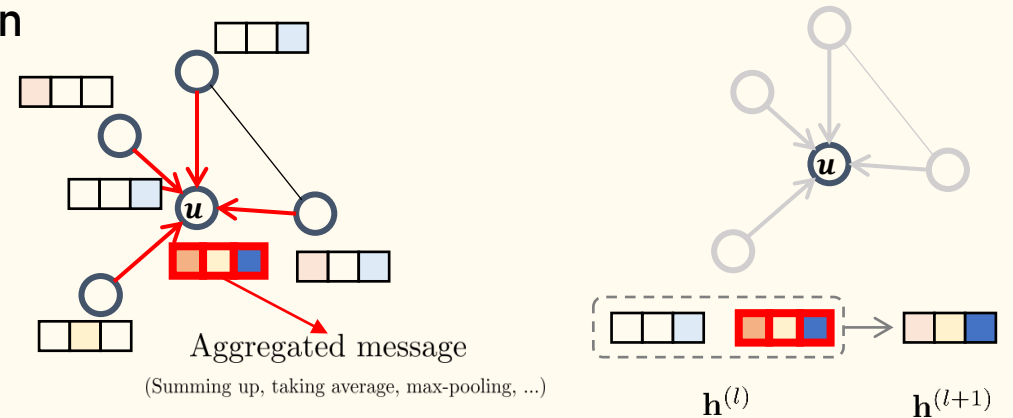 n
u
u
Aggregated message
(Summing up, taking average, max-pooling, ...)
h^{(l)}
h^{(l+1)}